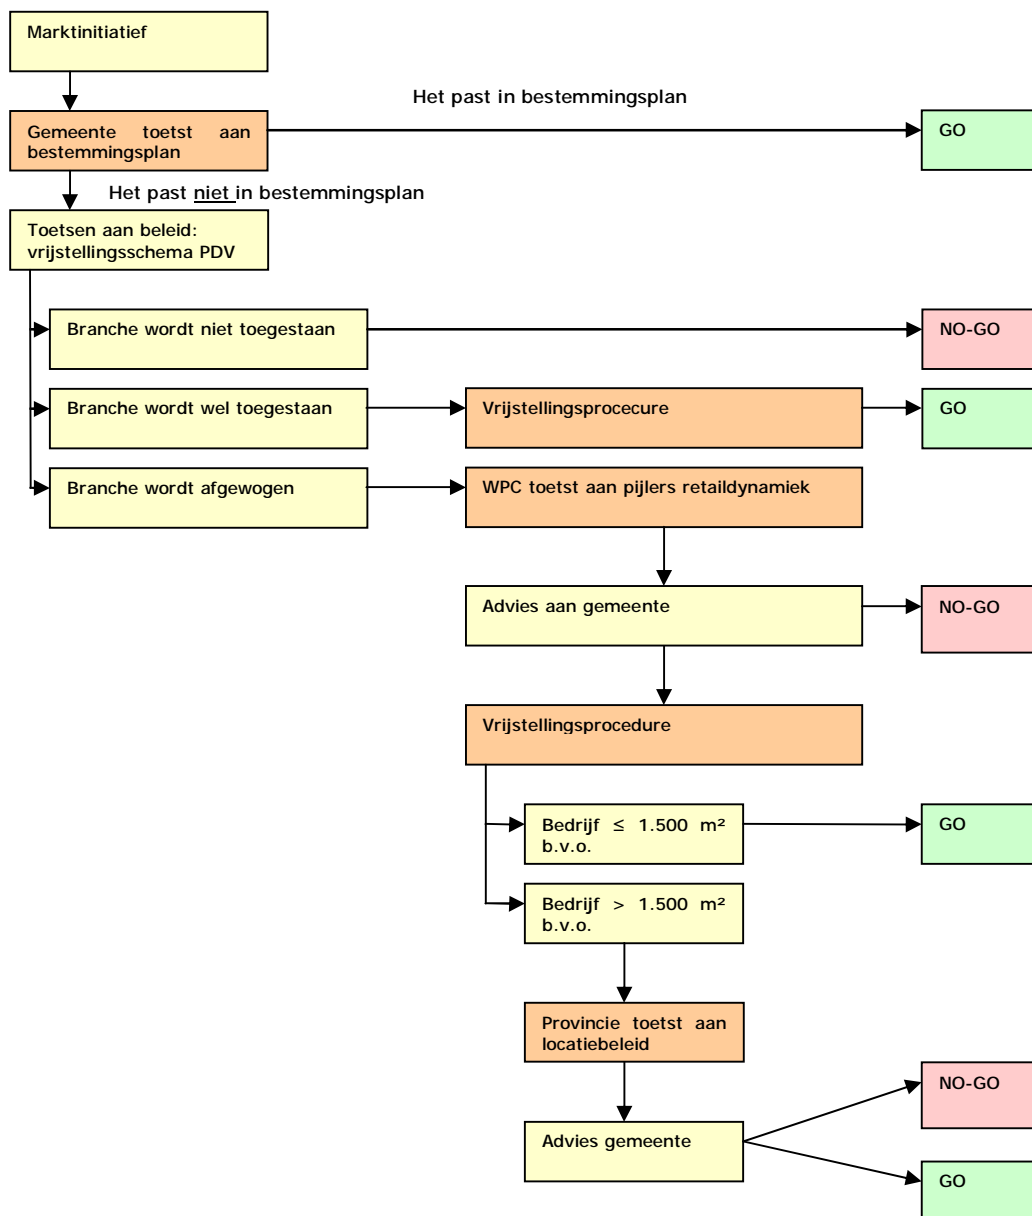 Marktinitiatief
Het past in bestemmingsplan
Gemeente toetst aan
bestemmingsplan
GO
Het past niet in bestemmingsplan
Toetsen aan beleid:
vrijstellingsschema PDV
Branche wordt niet toegestaan
NO-GO
Branche wordt wel toegestaan
Vrijstellingsprocecure
GO
Branche wordt afgewogen
WPC toetst aan pijlers retaildynamiek
Advies aan gemeente
NO-GO
Vrijstellingsprocedure
Bedrijf ≤ 1.500 m²
b.v.o.
GO
Bedrijf > 1.500 m²
b.v.o.
Provincie toetst aan
locatiebeleid
NO-GO
Advies gemeente
GO